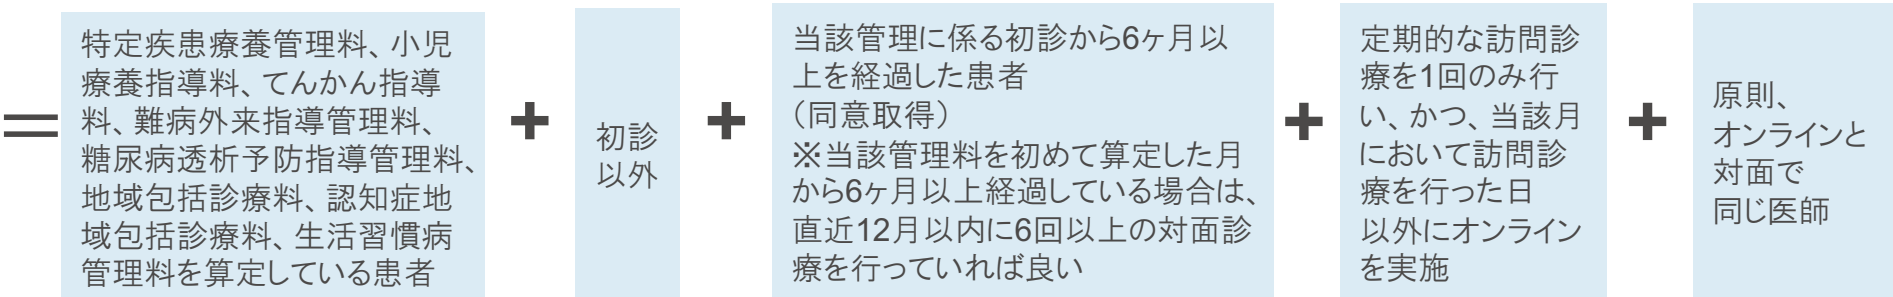 =
特定疾患療養管理料、小児
療養指導料、てんかん指導
料、難病外来指導管理料、
糖尿病透析予防指導管理料、
地域包括診療料、認知症地
域包括診療料、生活習慣病
管理料を算定している患者
+
初診
以外
+
当該管理に係る初診から6ヶ月以
上を経過した患者
（同意取得）
※当該管理料を初めて算定した月
から6ヶ月以上経過している場合は、
直近12月以内に6回以上の対面診
療を行っていれば良い
+
定期的な訪問診
療を1回のみ行
い、かつ、当該月
において訪問診
療を行った日
以外にオンライン
を実施
+
原則、
オンラインと
対面で
同じ医師